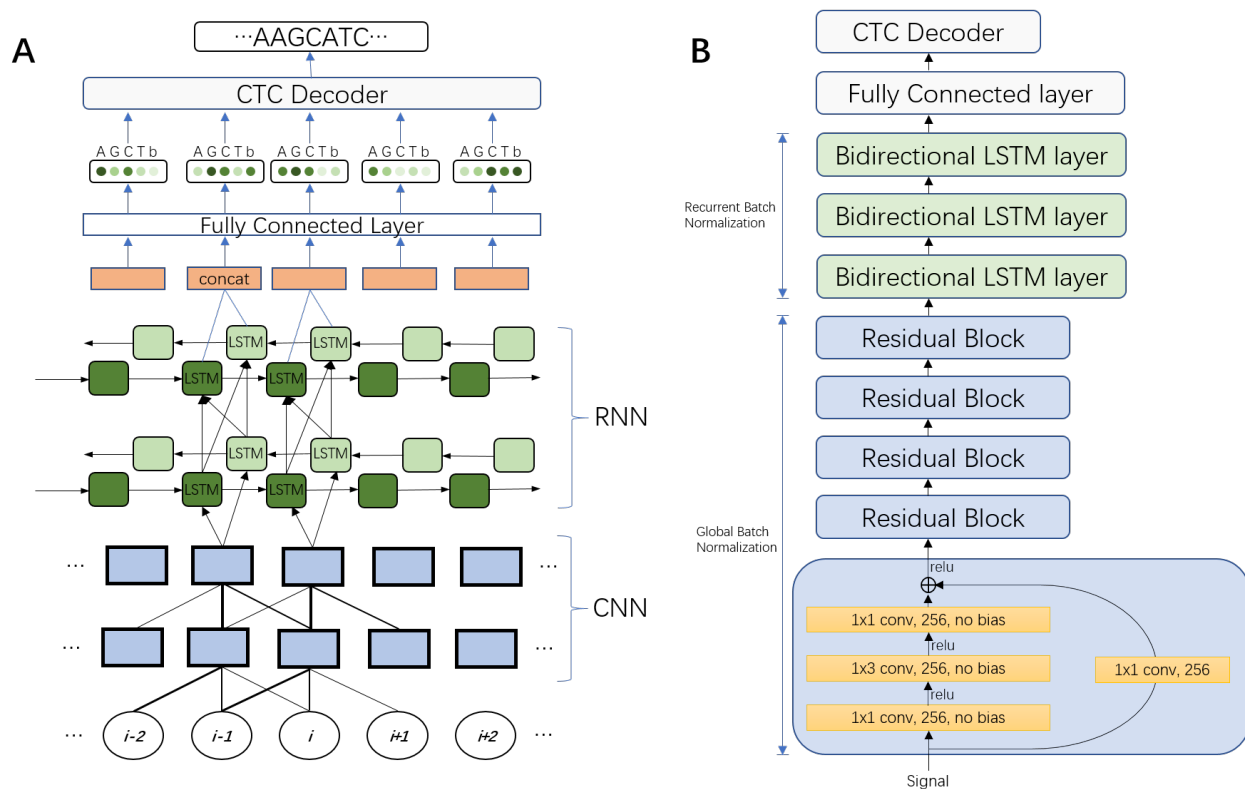 A
···AAGCATC···
CTC Decoder
A G C T b
A G C T b
A G C T b
A G C T b
A G C T b
Fully Connected Layer
concat
LSTM
LSTM
LSTM
LSTM
RNN
LSTM
LSTM
LSTM
LSTM
···
···
CNN
···
···
···
i-2
i-1
i
i+1
i+2
···
B
CTC Decoder
Fully Connected layer
Bidirectional LSTM layer
Recurrent Batch
Normalization
Bidirectional LSTM layer
Bidirectional LSTM layer
Residual Block
Residual Block
Residual Block
Residual Block
Global Batch
Normalization
relu
1x1 conv, 256, no bias
relu
1x3 conv, 256, no bias
1x1 conv, 256
relu
1x1 conv, 256, no bias
Signal